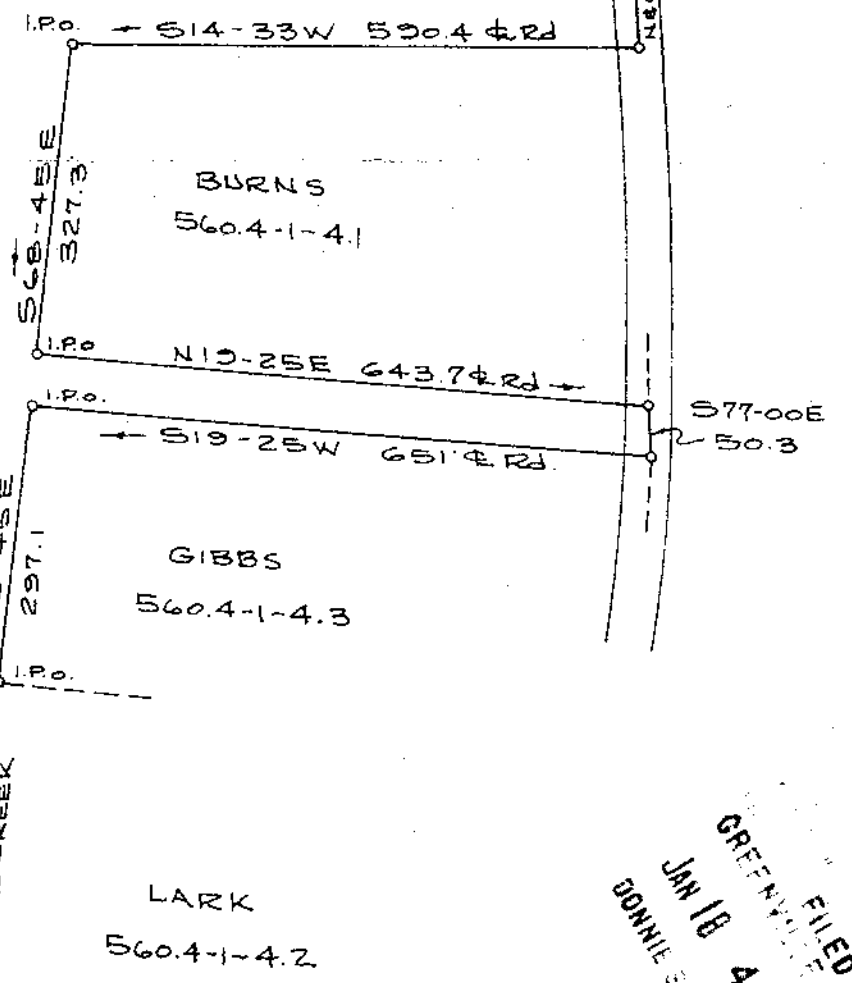 I.P.O.
← S14-33W 590.4 ℄ Rd
S68-45E
327.3
BURNS
560.4-1-4.1
I.P.O
N19-25E 643.7 ℄ Rd →
I.P.O.
← S19-25W 651 ℄ Rd.
S77-00E
50.3
297.1
GIBBS
560.4-1-4.3
I.P.O.
LARK
560.4-1-4.2
FILED
JAN 18
DONNIE